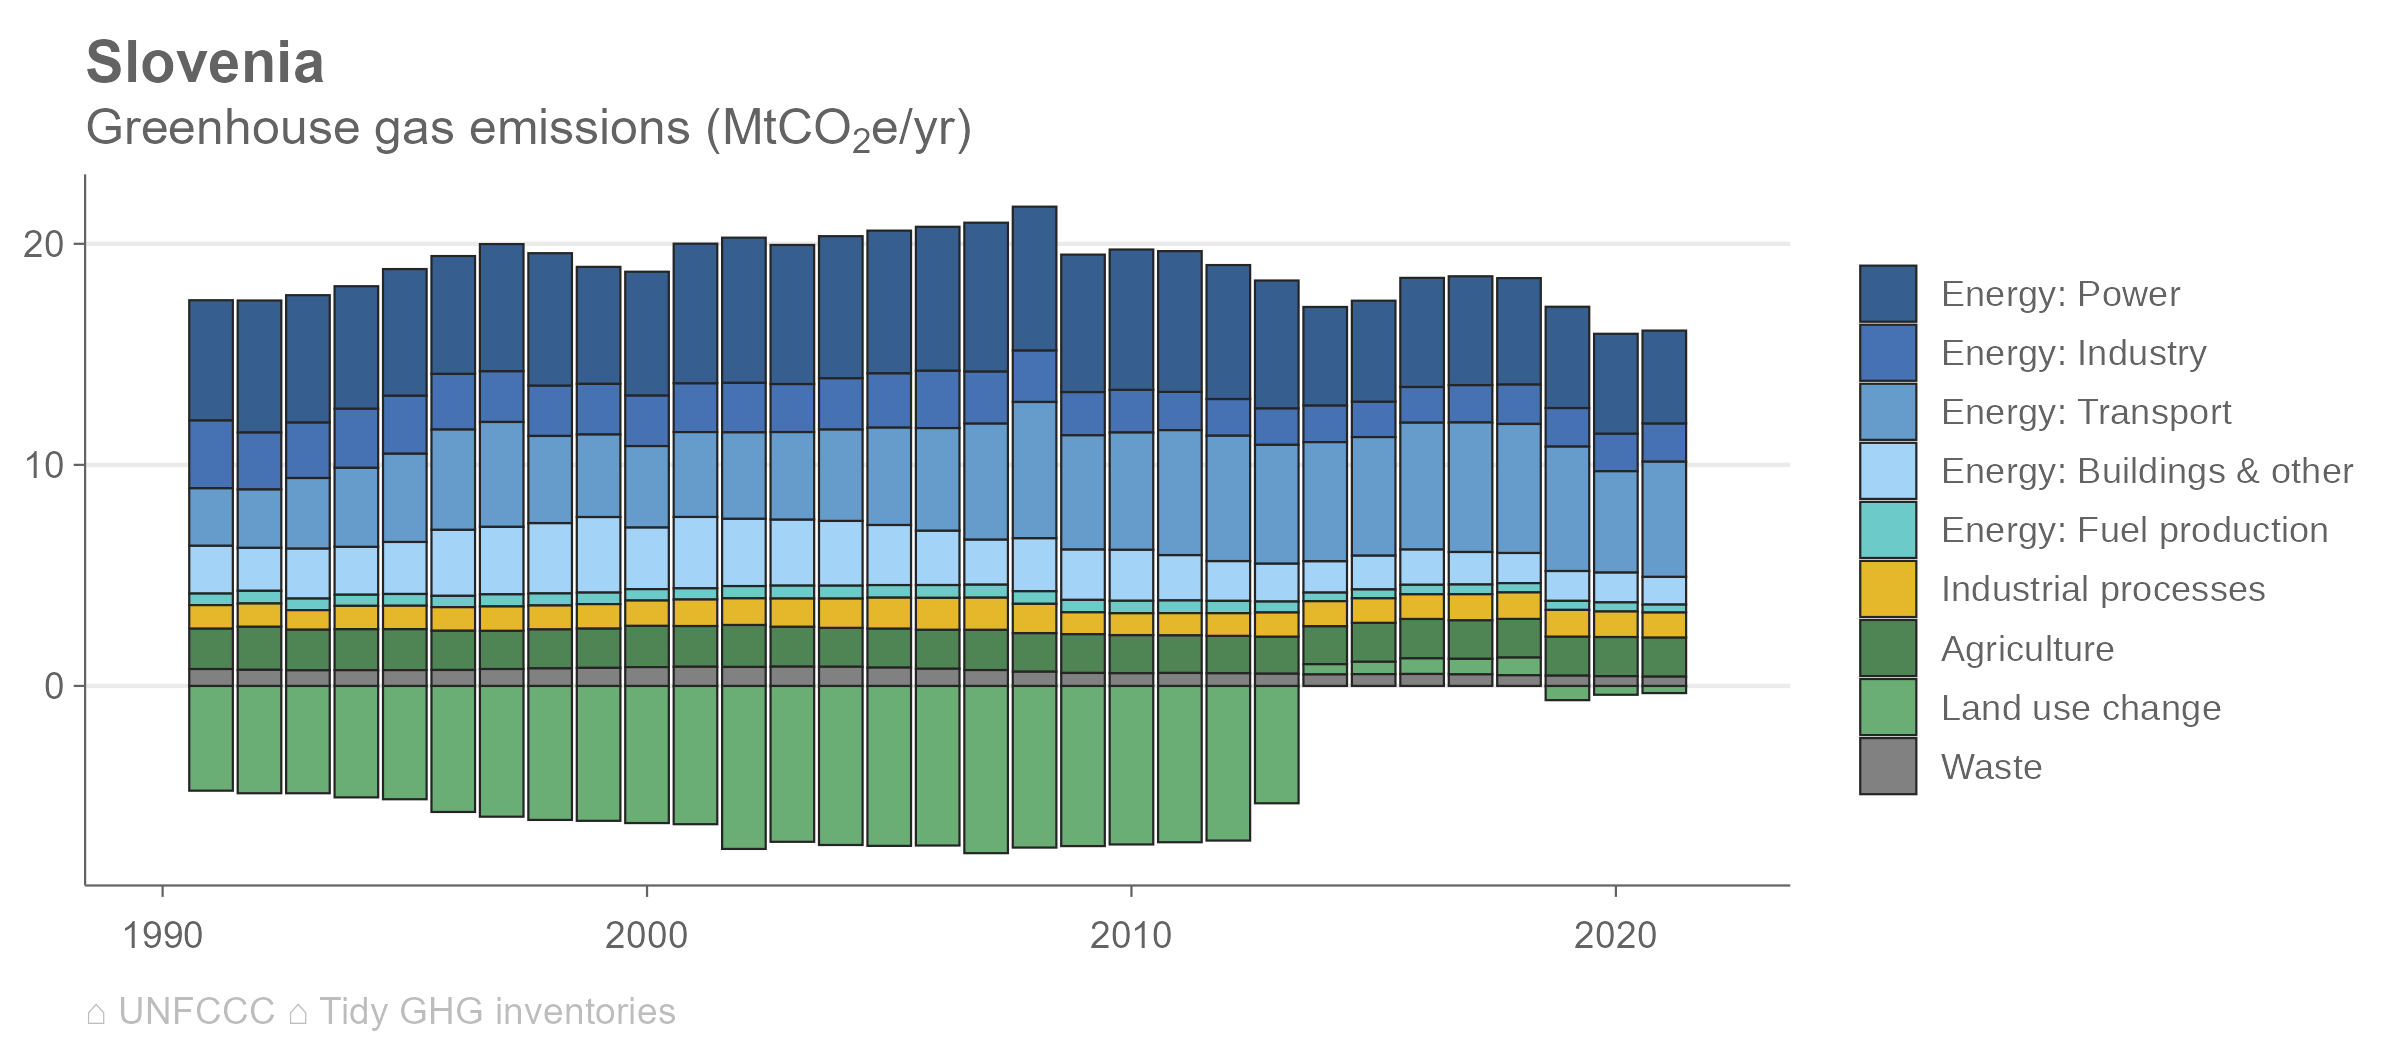 Slovenia
Greenhouse gas emissions (MtCO₂e/yr)
20
10
0
1990
2000
2010
2020
Energy: Power
Energy: Industry
Energy: Transport
Energy: Buildings & other
Energy: Fuel production
Industrial processes
Agriculture
Land use change
Waste
⌂ UNFCCC ⌂ Tidy GHG inventories